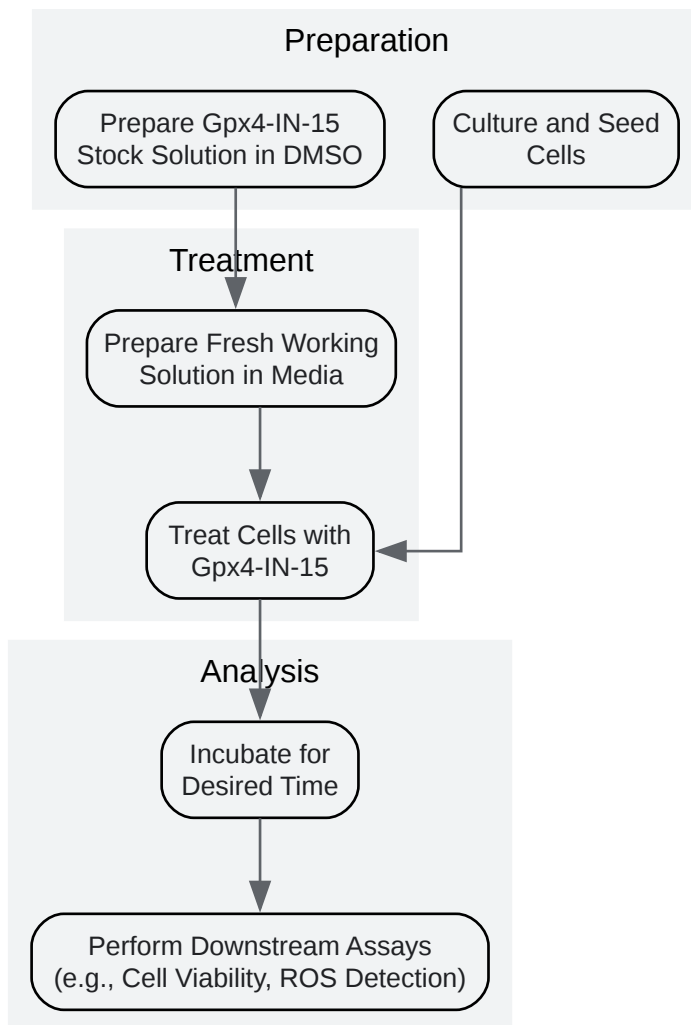 Preparation
Prepare Gpx4-IN-15
Stock Solution in DMSO
Culture and Seed
Cells
Treatment
Prepare Fresh Working
Solution in Media
Treat Cells with
Gpx4-IN-15
Analysis
Incubate for
Desired Time
Perform Downstream Assays
(e.g., Cell Viability, ROS Detection)